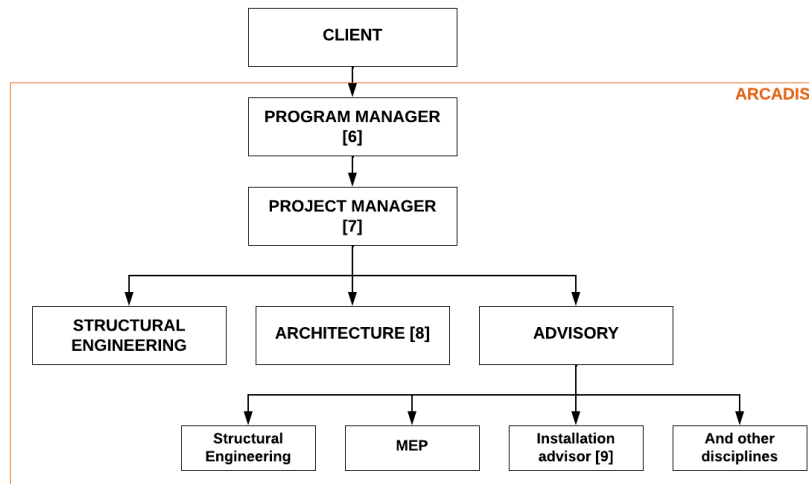 CLIENT
ARCADIS
PROGRAM MANAGER
[6]
PROJECT MANAGER
[7]
STRUCTURAL
ENGINEERING
ARCHITECTURE [8]
ADVISORY
Structural
Engineering
MEP
Installation
advisor [9]
And other
disciplines